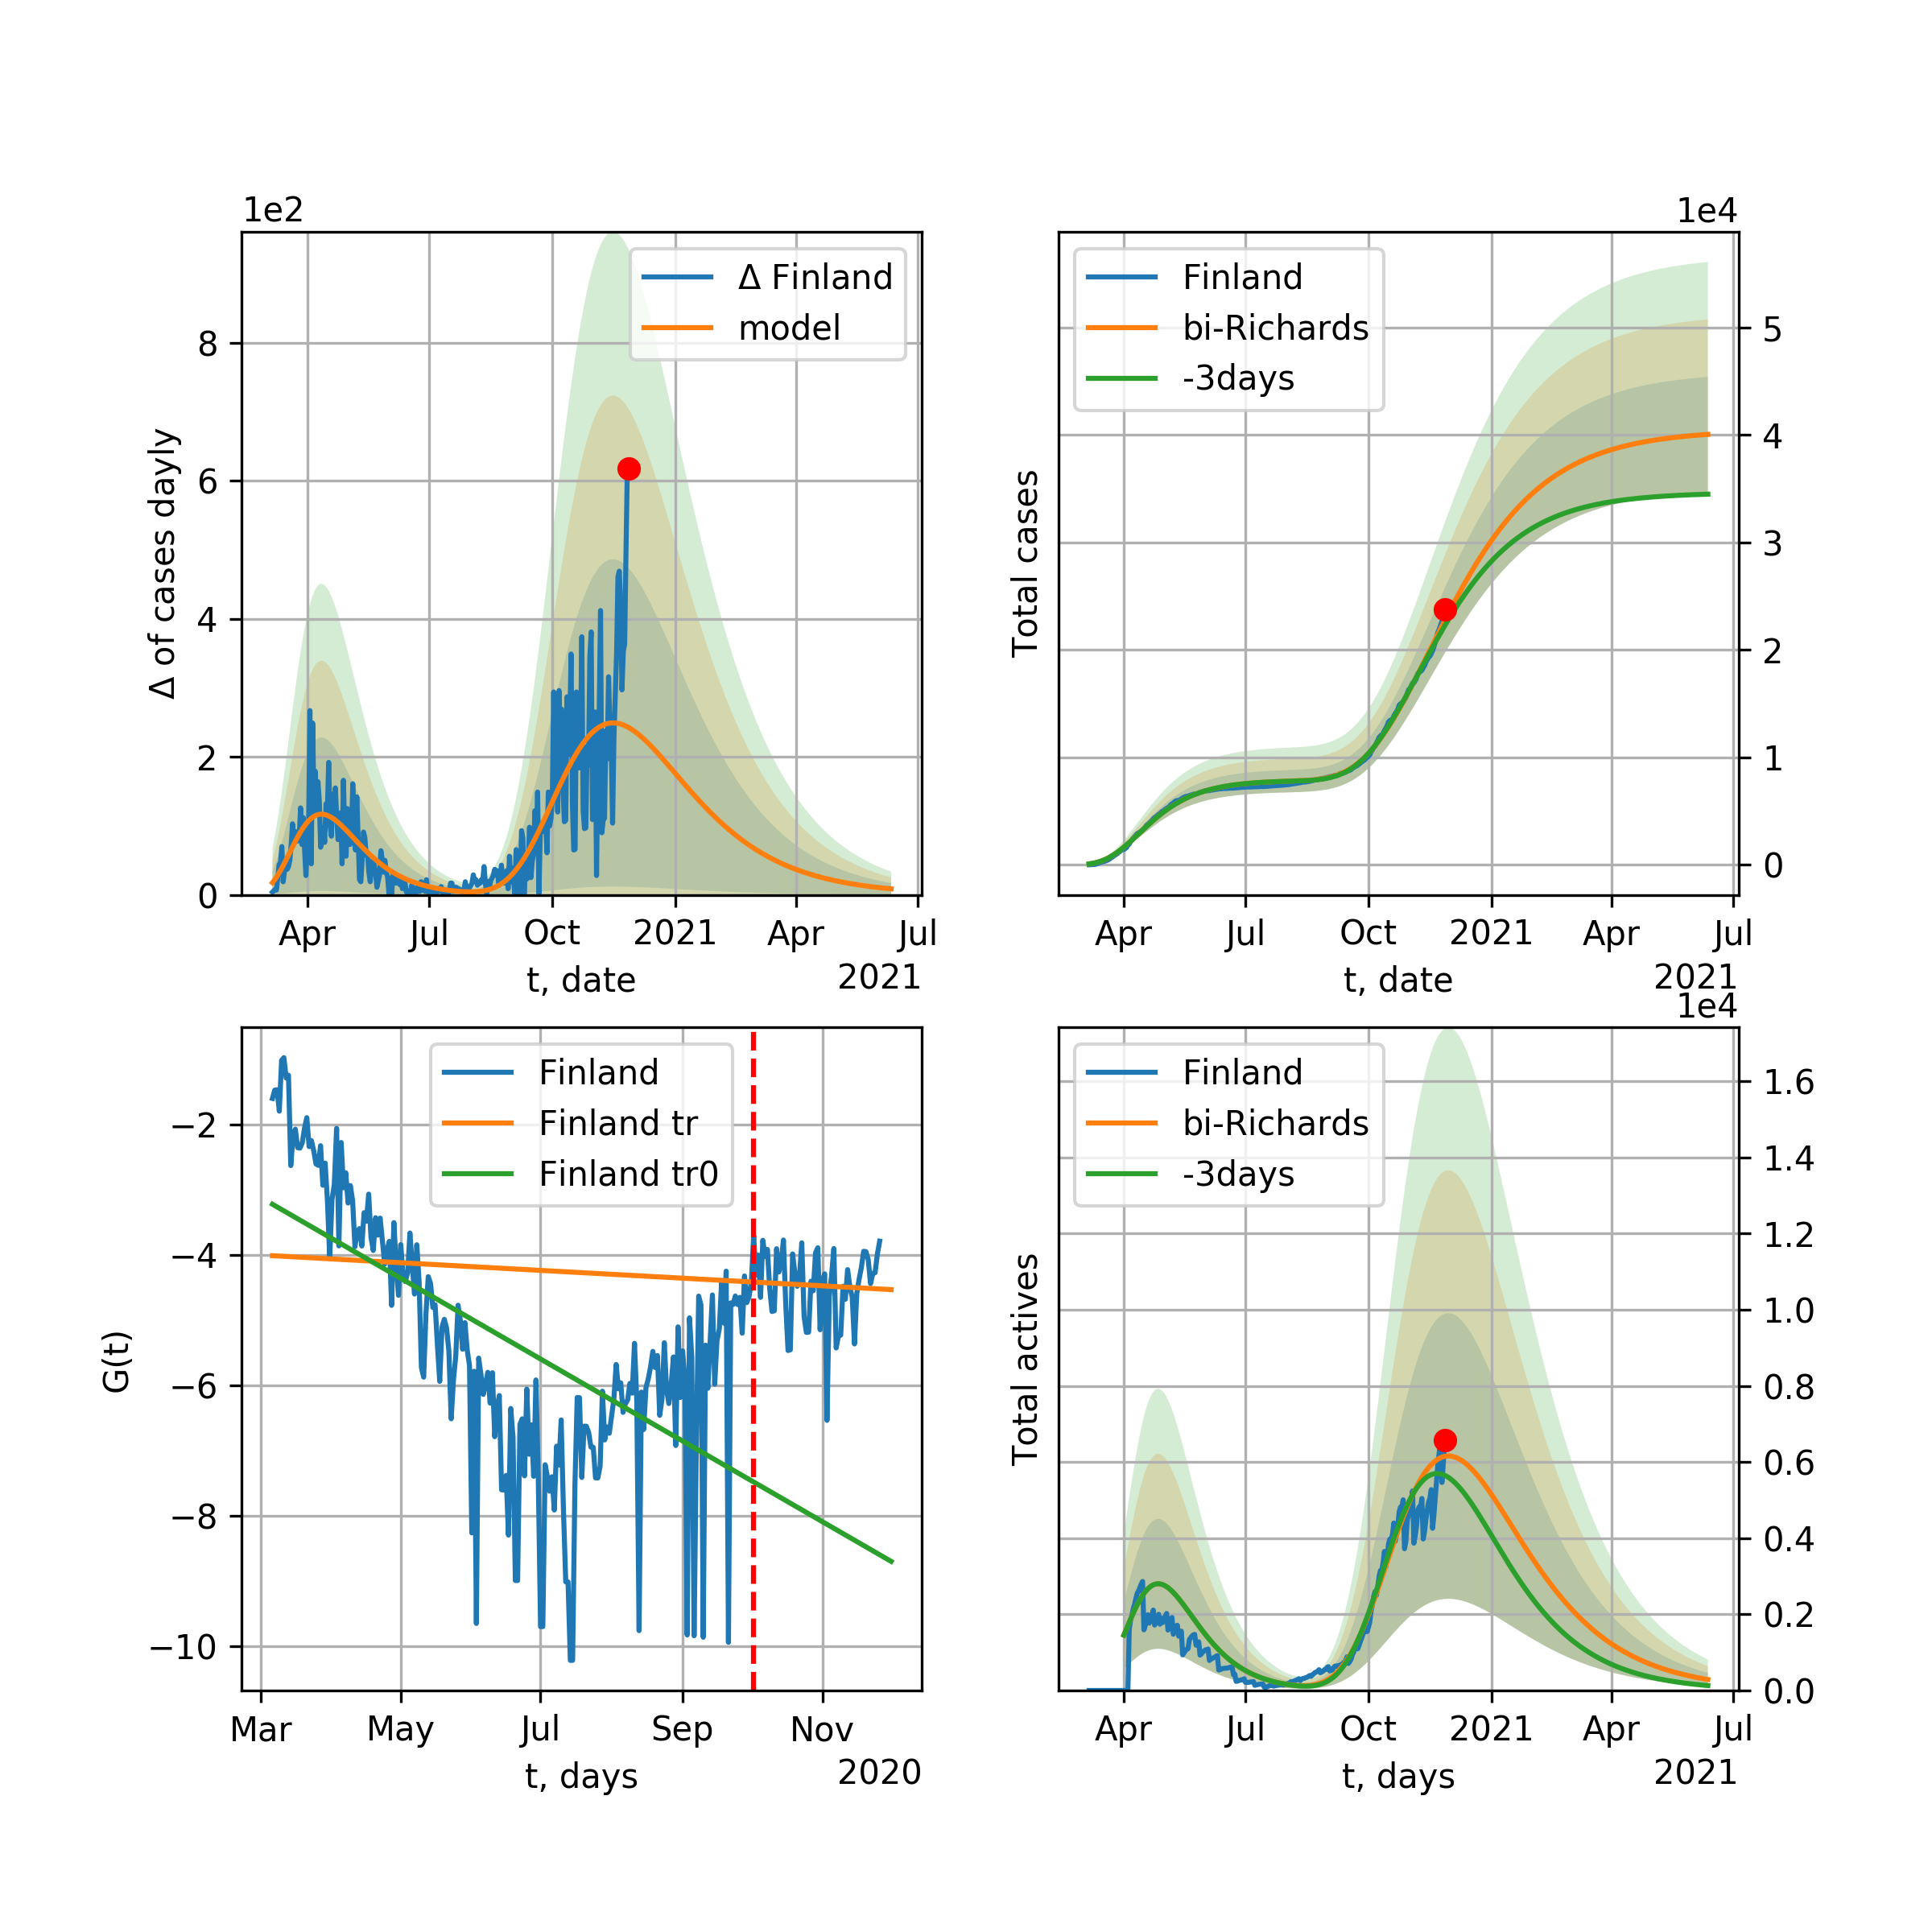 1e2
Δ Finland
model
8
6
4
2
0
Δ of cases dayly
Apr
Jul
Oct
2021
Apr
Jul
t, date
2021
1e4
Finland
bi-Richards
-3days
5
4
3
2
1
0
Total cases
Apr
Jul
Oct
2021
Apr
Jul
t, date
2021
Finland
Finland tr
Finland tr0
−2
−4
−6
−8
−10
G(t)
Mar
May
Jul
Sep
Nov
t, days
2020
1e4
Finland
bi-Richards
-3days
1.6
1.4
1.2
1.0
0.8
0.6
0.4
0.2
0.0
Total actives
Apr
Jul
Oct
2021
Apr
Jul
t, days
2021